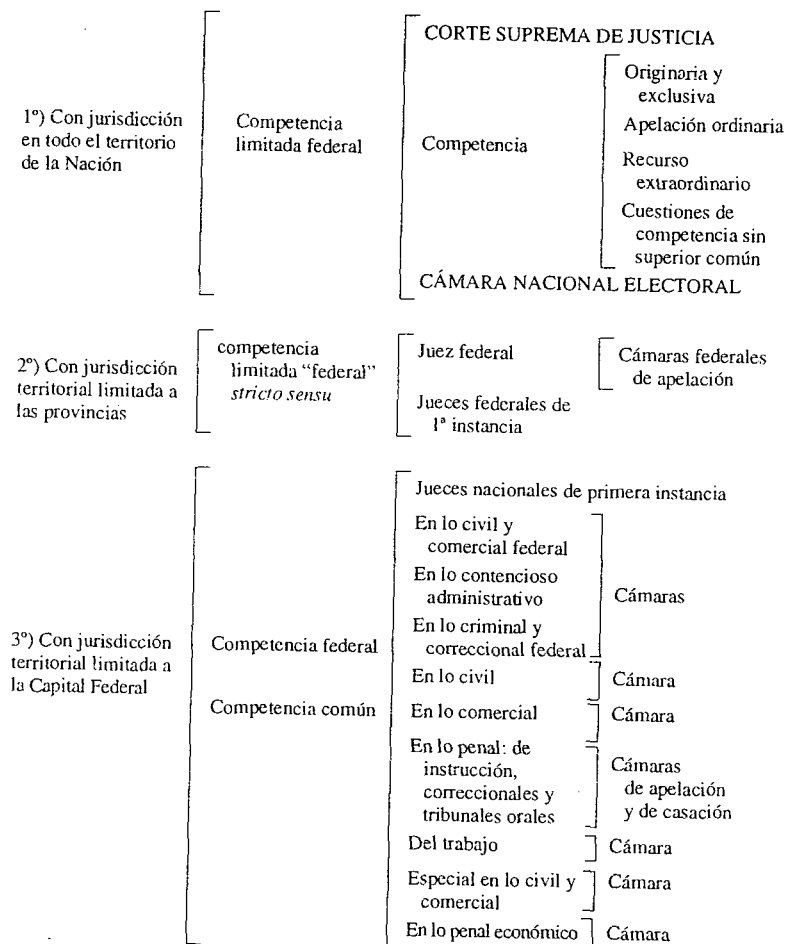 1º) Con jurisdicción
en todo el territorio
de la Nación
Competencia
limitada federal
CORTE SUPREMA DE JUSTICIA
Competencia
Originaria y
exclusiva
Apelación ordinaria
Recurso
extraordinario
Cuestiones de
competencia sin
superior común
CÁMARA NACIONAL ELECTORAL
2º) Con jurisdicción
territorial limitada a
las provincias
competencia
limitada “federal”
stricto sensu
Juez federal
Cámaras federales
de apelación
Jueces federales de
1ª instancia
3º) Con jurisdicción
territorial limitada a
la Capital Federal
Competencia federal
Competencia común
Jueces nacionales de primera instancia
En lo civil y
comercial federal
En lo contencioso
administrativo
En lo criminal y
correccional federal
Cámaras
En lo civil
Cámara
En lo comercial
Cámara
En lo penal: de
instrucción,
correccionales y
tribunales orales
Cámaras
de apelación
y de casación
Del trabajo
Cámara
Especial en lo civil y
comercial
Cámara
En lo penal económico
Cámara